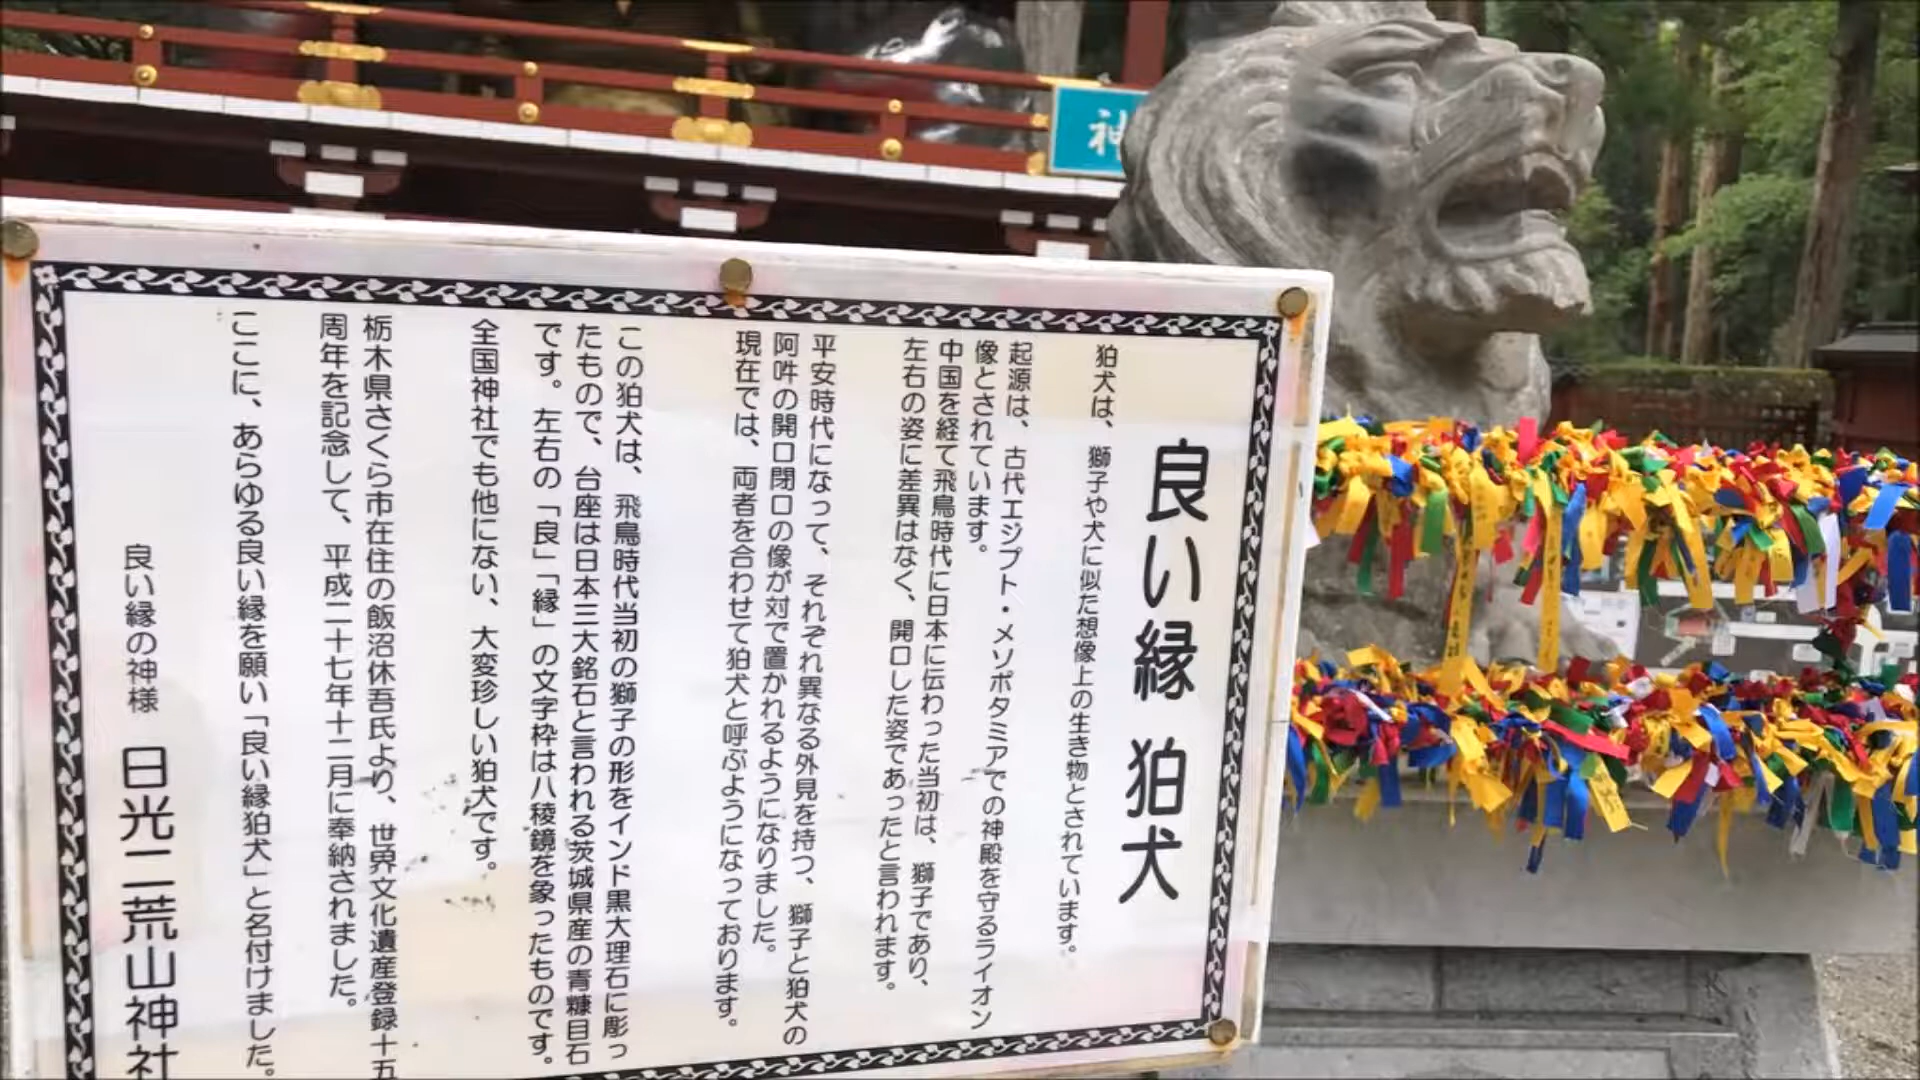 良い縁 狛犬
狛犬は、獅子や犬に似た想像上の生き物とされています。
起源は、古代エジプト・メソポタミアでの神殿を守るライオン
像とされています。
中国を経て飛鳥時代に日本に伝わった当初は、獅子であり、
左右の姿に差異はなく、開口した姿であったと言われます。
平安時代になって、それぞれ異なる外見を持つ、獅子と狛犬の
阿吽の開口閉口の像が対で置かれるようになりました。
現在では、両者を合わせて狛犬と呼ぶようになっております。
この狛犬は、飛鳥時代当初の獅子の形をインド黒大理石に彫っ
たもので、台座は日本三大銘石と言われる茨城県産の青糠目石
です。左右の「良」「縁」の文字枠は八稜鏡を象ったものです。
全国神社でも他にない、大変珍しい狛犬です。
栃木県さくら市在住の飯沼休吾氏より、世界文化遺産登録十五
周年を記念して、平成二十七年十二月に奉納されました。
ここに、あらゆる良い縁を願い「良い縁狛犬」と名付けました。
良い縁の神様 日光二荒山神社
神